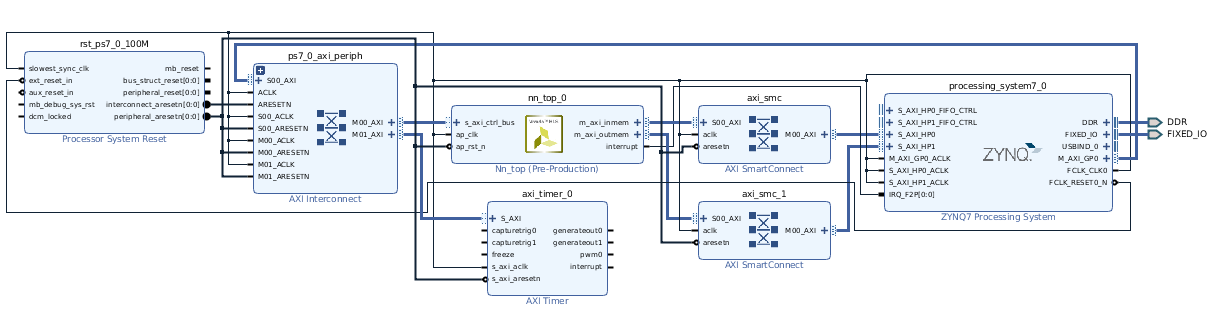 rst_ps7_0_100M
slowest_sync_clk
ext_reset_in
aux_reset_in
mb_debug_sys_rst
dcm_locked
mb_reset
bus_struct_reset[0:0]
peripheral_reset[0:0]
interconnect_aresetn[0:0]
peripheral_aresetn[0:0]
Processor System Reset
ps7_0_axi_periph
S00_AXI
ACLK
ARESETN
S00_ACLK
S00_ARESETN
M00_ACLK
M00_ARESETN
M01_ACLK
M01_ARESETN
M00_AXI
M01_AXI
AXI Interconnect
nn_top_0
s_axi_ctrl_bus
ap_clk
ap_rst_n
m_axi_inmem
m_axi_outmem
interrupt
Nn_top (Pre-Production)
axi_timer_0
S_AXI
capturetrig0
capturetrig1
freeze
s_axi_aclk
s_axi_aresetn
generateout0
generateout1
pwm0
interrupt
AXI Timer
axi_smc
S00_AXI
aclk
aresetn
M00_AXI
AXI SmartConnect
axi_smc_1
S00_AXI
aclk
aresetn
M00_AXI
AXI SmartConnect
processing_system7_0
S_AXI_HP0_FIFO_CTRL
S_AXI_HP1_FIFO_CTRL
S_AXI_HP0
S_AXI_HP1
M_AXI_GP0_ACLK
S_AXI_HP0_ACLK
S_AXI_HP1_ACLK
IRQ_F2P[0:0]
ZYNQ
DDR
FIXED_IO
USBIND_0
M_AXI_GP0
FCLK_CLK0
FCLK_RESET0_N
ZYNQ7 Processing System
DDR
FIXED_IO